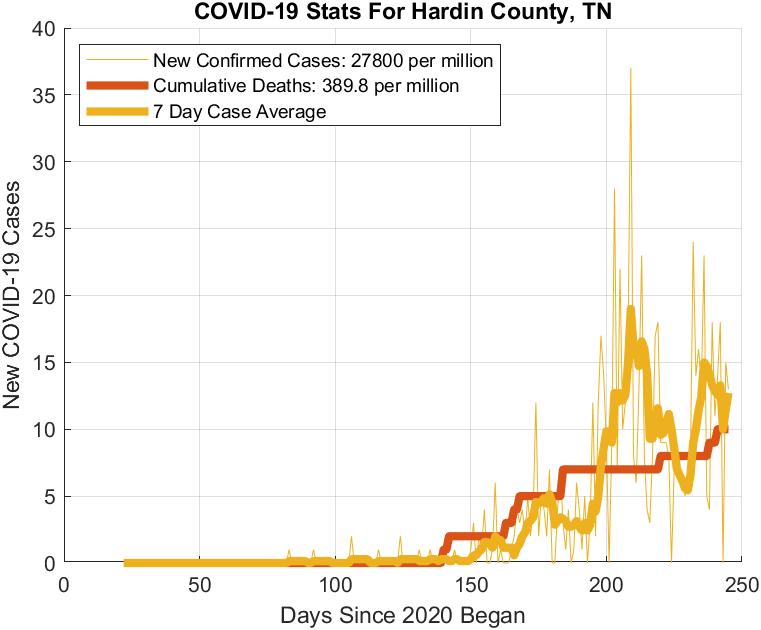 COVID-19 Stats For Hardin County, TN
New Confirmed Cases: 27800 per million
Cumulative Deaths: 389.8 per million
7 Day Case Average
New COVID-19 Cases
40
35
30
25
20
15
10
5
0
0 50 100 150 200 250
Days Since 2020 Began